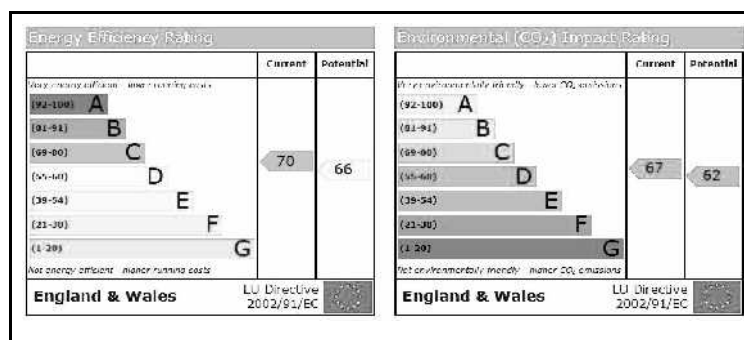 Energy Efficiency Rating
Current Potential
Very energy efficient - lower running costs
(92-100) A
(81-91) B
(69-80) C
(55-68) D
(39-54) E
(21-38) F
(1-20) G
70
66
Not energy efficient - higher running costs
England & Wales
EU Directive
2002/91/EC
Environmental (CO₂) Impact Rating
Current Potential
Very environmentally friendly - lower CO₂ emissions
(92-100) A
(81-91) B
(69-80) C
(55-68) D
(39-54) E
(21-38) F
(1-20) G
67
62
Not environmentally friendly - higher CO₂ emissions
England & Wales
EU Directive
2002/91/EC